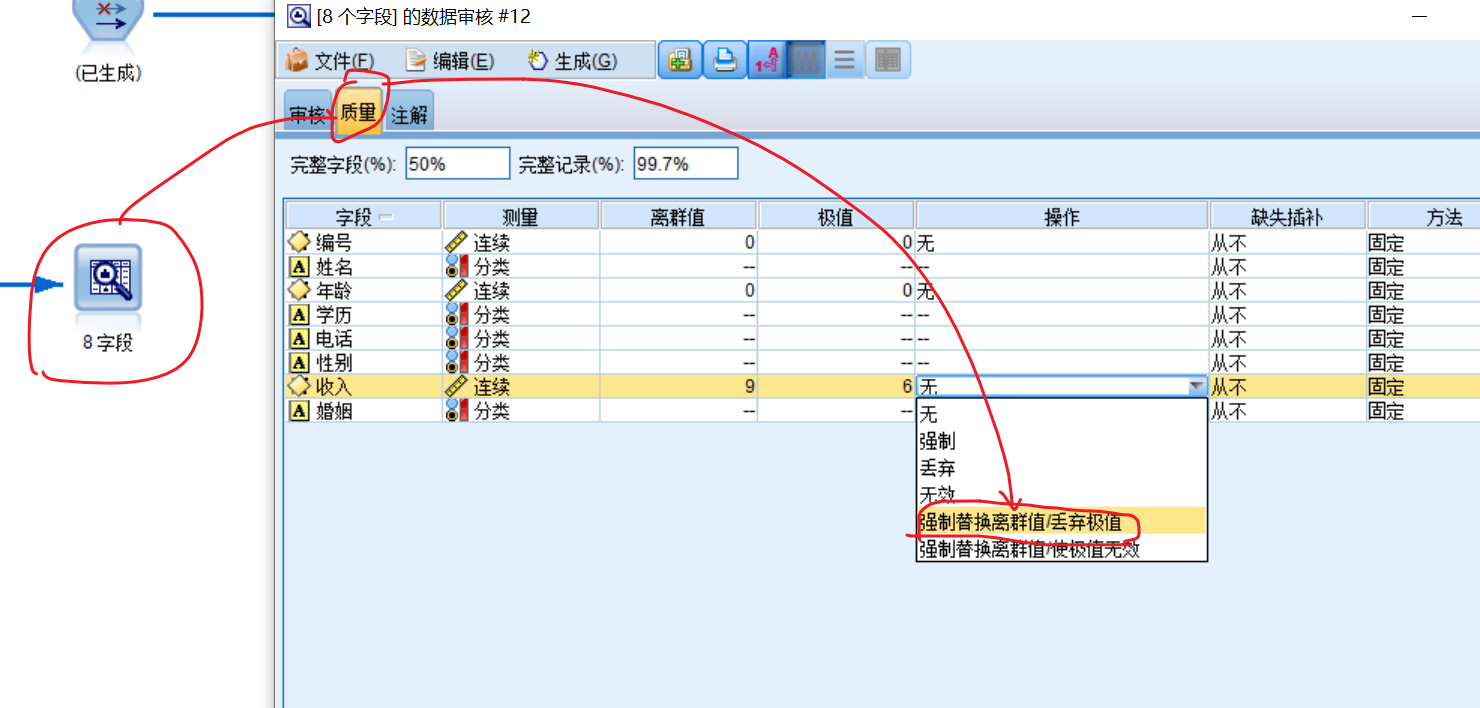 [8 个字段] 的数据审核 #12
(已生成)
文件(F) 编辑(E) 生成(G)
审核 质量 注解
完整字段(%): 50% 完整记录(%): 99.7%
字段 测量 离群值 极值 操作 缺失插补 方法
编号 连续 0 0 无 从不 固定
姓名 分类 -- -- -- 从不 固定
年龄 连续 0 0 无 从不 固定
学历 分类 -- -- -- 从不 固定
电话 分类 -- -- -- 从不 固定
性别 分类 -- -- -- 从不 固定
收入 连续 9 6 无 从不 固定
婚姻 分类 -- -- 从不 固定
无
强制
丢弃
无效
强制替换离群值/丢弃极值
强制替换离群值/使极值无效
8 字段